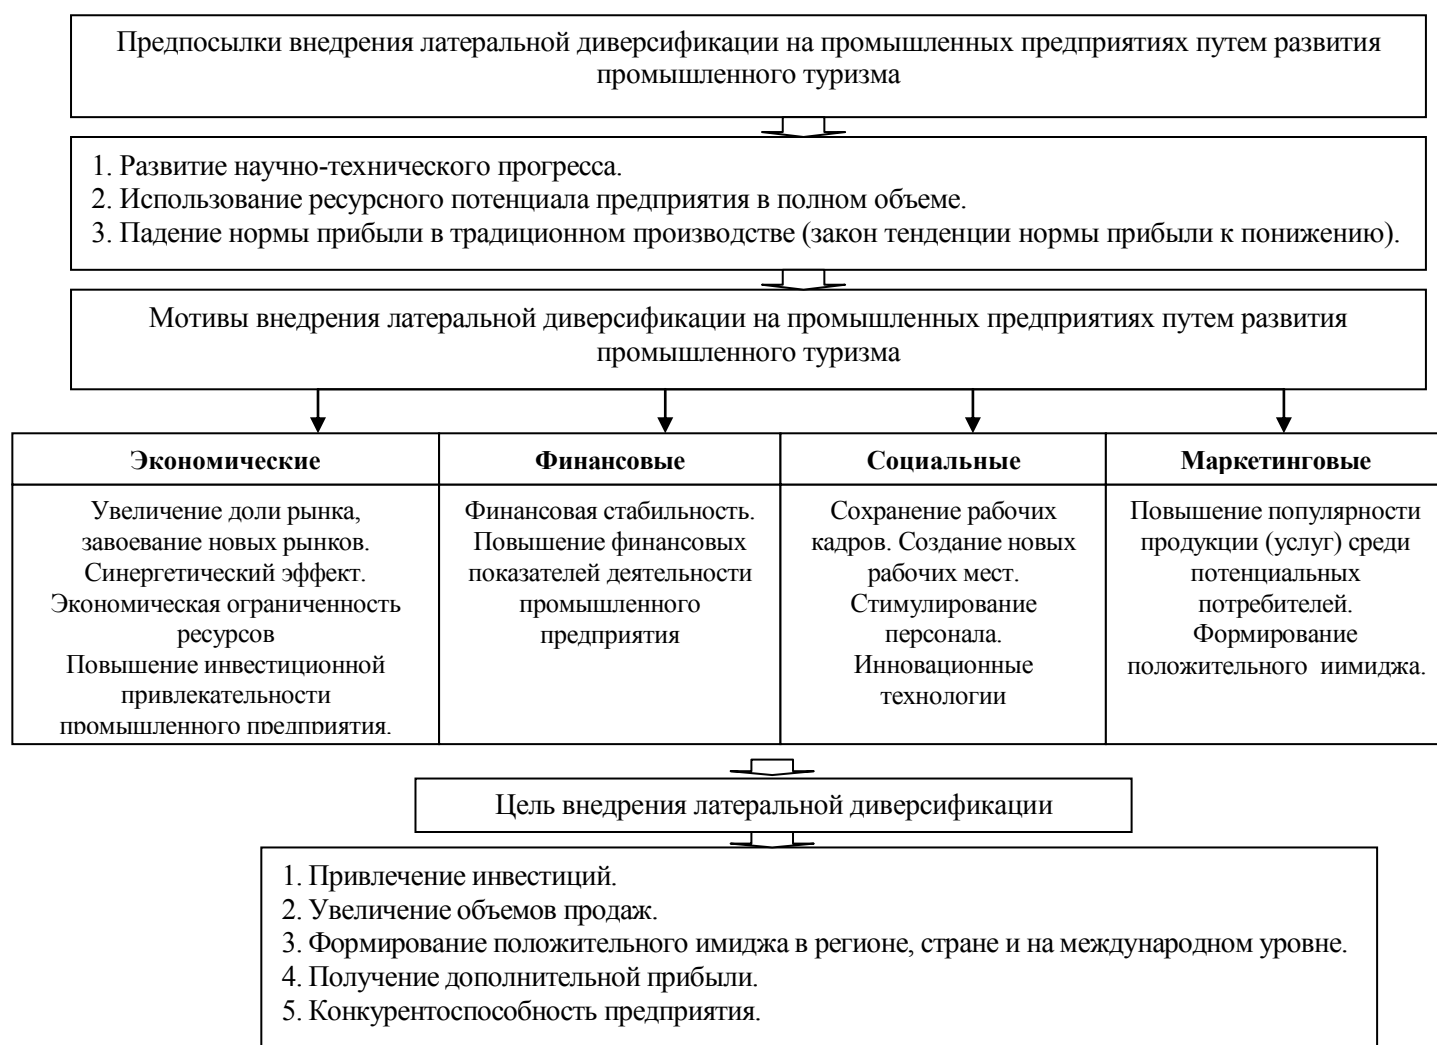 Предпосылки внедрения латеральной диверсификации на промышленных предприятиях путем развития
промышленного туризма
1. Развитие научно-технического прогресса.
2. Использование ресурсного потенциала предприятия в полном объеме.
3. Падение нормы прибыли в традиционном производстве (закон тенденции нормы прибыли к понижению).
Мотивы внедрения латеральной диверсификации на промышленных предприятиях путем развития
промышленного туризма
Экономические
Увеличение доли рынка,
завоевание новых рынков.
Синергетический эффект.
Экономическая ограниченность
ресурсов
Повышение инвестиционной
привлекательности
промышленного предприятия.
Финансовые
Финансовая стабильность.
Повышение финансовых
показателей деятельности
промышленного
предприятия
Социальные
Сохранение рабочих
кадров. Создание новых
рабочих мест.
Стимулирование
персонала.
Инновационные
технологии
Маркетинговые
Повышение популярности
продукции (услуг) среди
потенциальных
потребителей.
Формирование
положительного иимиджа.
Цель внедрения латеральной диверсификации
1. Привлечение инвестиций.
2. Увеличение объемов продаж.
3. Формирование положительного имиджа в регионе, стране и на международном уровне.
4. Получение дополнительной прибыли.
5. Конкурентоспособность предприятия.